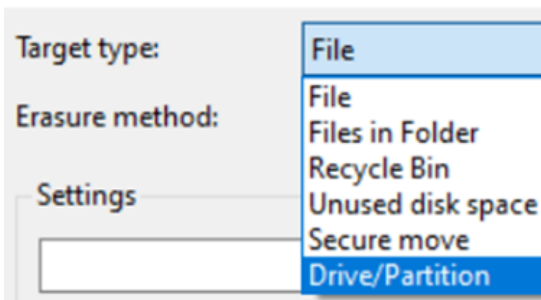 Target type: File
File
Erasure method:
Files in Folder
Recycle Bin
Settings
Unused disk space
Secure move
Drive/Partition